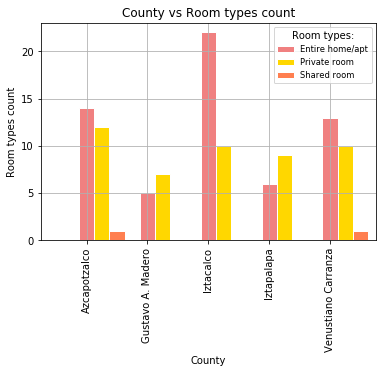 County vs Room types count
Room types:
Entire home/apt
Private room
Shared room
Room types count
20
15
10
5
0
Azcapotzalco
Gustavo A. Madero
Iztacalco
Iztapalapa
Venustiano Carranza
County